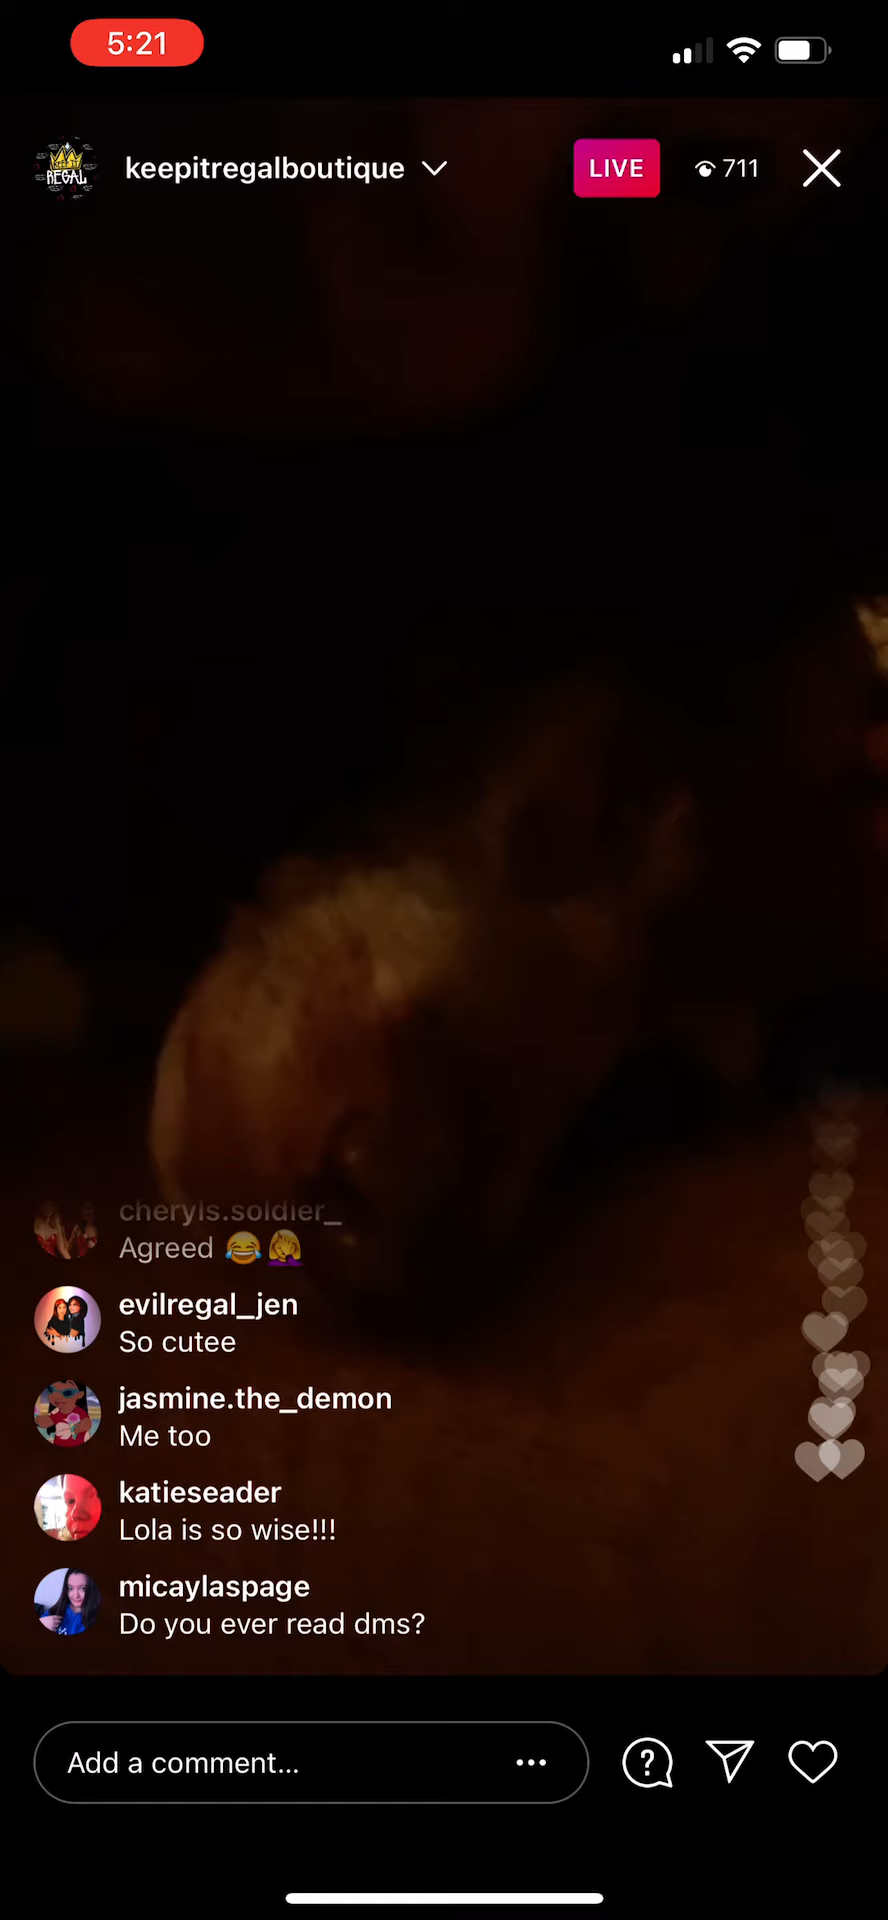 5:21
REGAL
keepitregalboutique
LIVE
711
cheryls.soldier_
Agreed 😂🤦‍♀️
evilregal_jen
So cutee
jasmine.the_demon
Me too
katieseader
Lola is so wise!!!
micaylaspage
Do you ever read dms?
Add a comment...